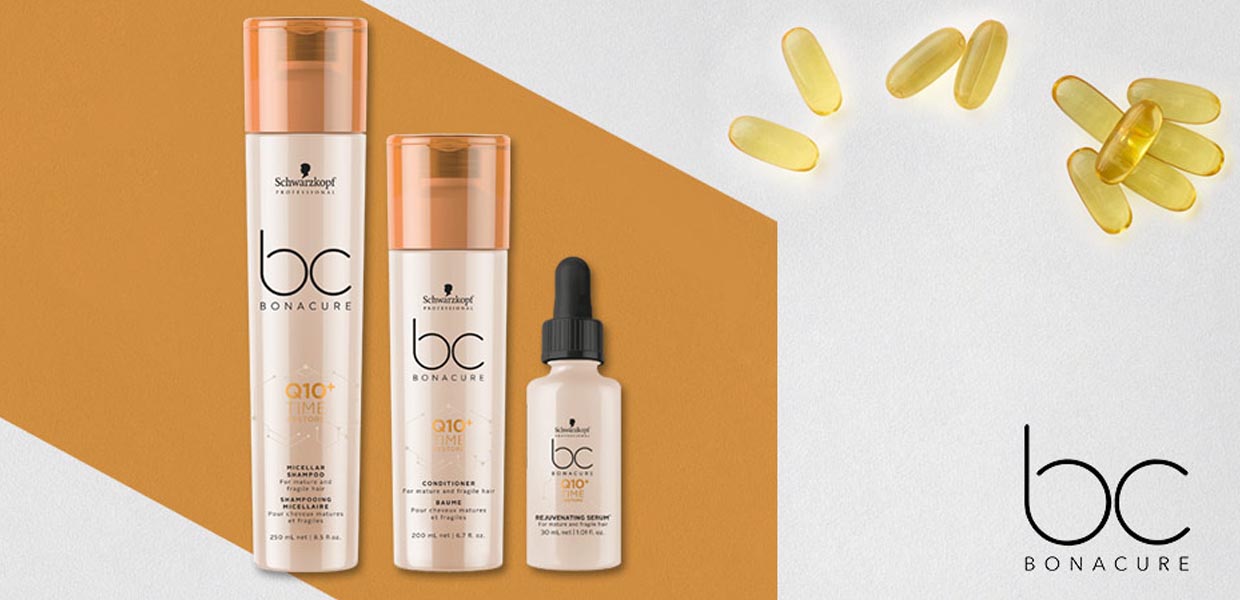 Schwarzkopf
PROFESSIONAL
bc
BONACURE
Q10+
TIME
RESTORE
MICELLAR
SHAMPOO
For mature and
fragile hair
SHAMPOOING
MICELLAIRE
Pour cheveux matures
et fragiles
250 mL net | 8.5 fl oz.
Schwarzkopf
PROFESSIONAL
bc
BONACURE
Q10+
TIME
RESTORE
CONDITIONER
For mature and fragile hair
BAUME
Pour cheveux matures
et fragiles
200 mL net | 6.7 fl. oz.
Schwarzkopf
PROFESSIONAL
bc
BONACURE
Q10+
TIME
RESTORE
REJUVENATING SERUM
For mature and fragile hair
30 mL net | 1.01 fl. oz.
bc
BONACURE